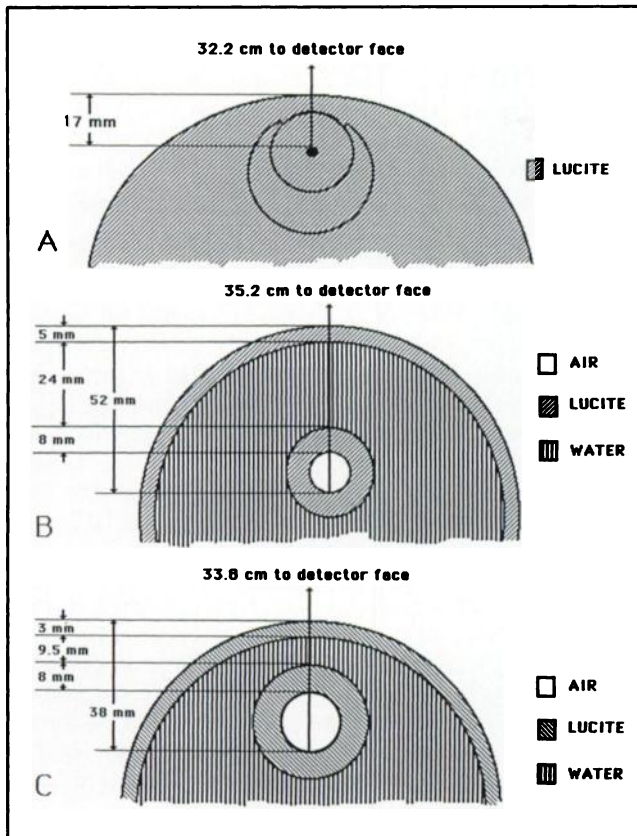 32.2 cm to detector face
17 mm
LUCITE
A
35.2 cm to detector face
5 mm
24 mm
52 mm
8 mm
AIR
LUCITE
WATER
B
33.8 cm to detector face
3 mm
9.5 mm
8 mm
38 mm
AIR
LUCITE
WATER
C